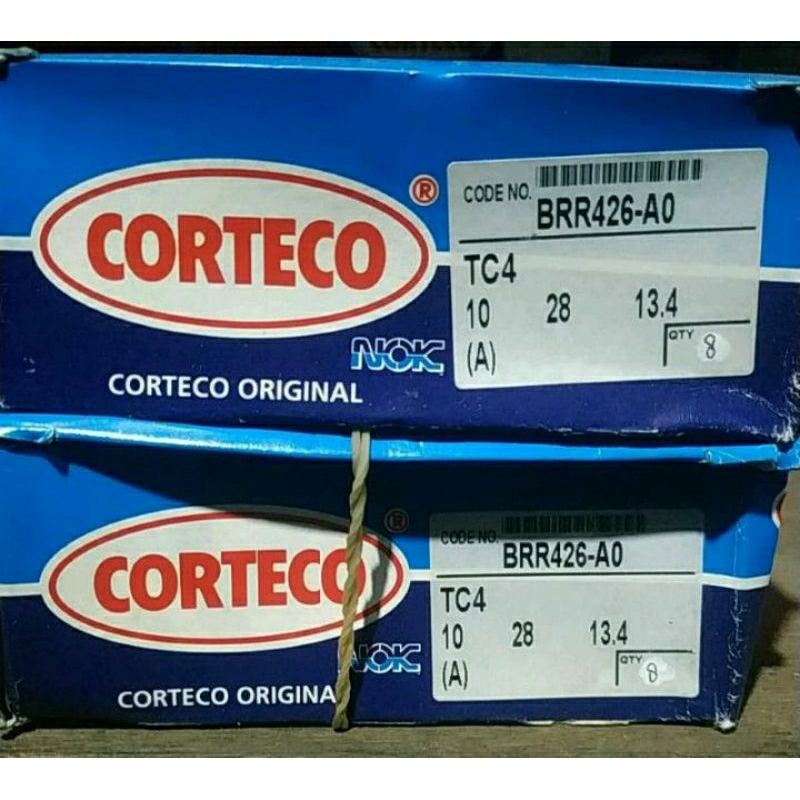 CORTECO ®
CODE NO. BRR426-A0
TC4
10 28 13.4
(A) QTY 8
NOK
CORTECO ORIGINAL
CORTECO ®
CODE NO. BRR426-A0
TC4
10 28 13.4
(A) QTY 8
NOK
CORTECO ORIGINA